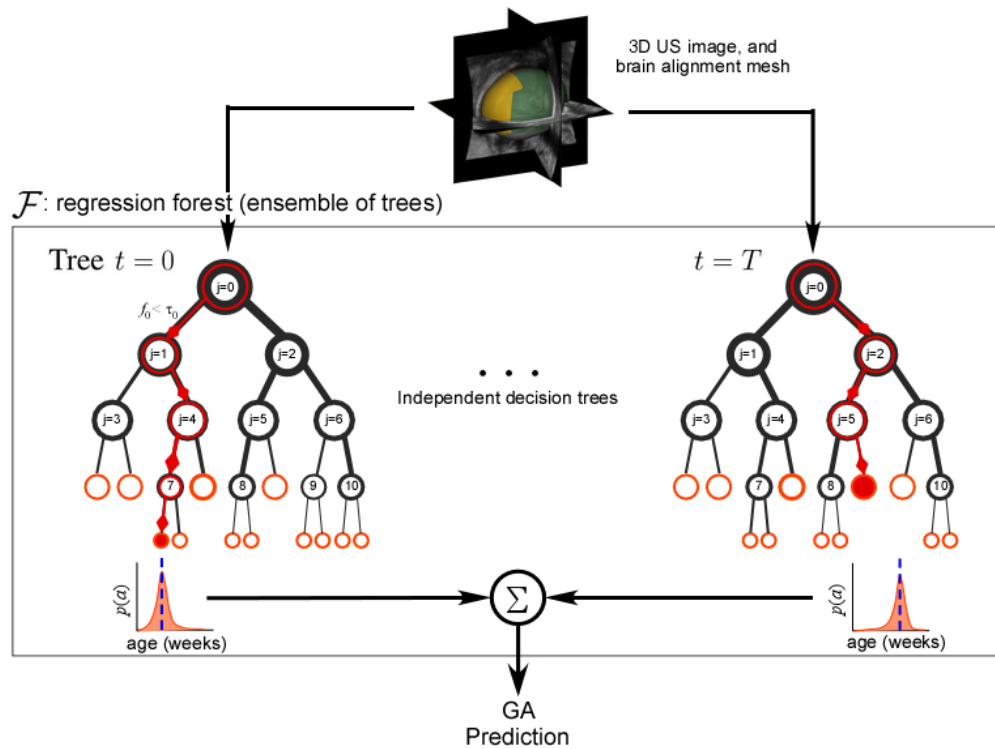 3D US image, and
brain alignment mesh
ℱ: regression forest (ensemble of trees)
Tree t = 0
t = T
j=0
j=0
f₀< τ₀
j=1
j=2
j=1
j=2
• • •
Independent decision trees
j=3
j=4
j=5
j=6
j=3
j=4
j=5
j=6
7
8
9
10
7
8
10
p(a)
age (weeks)
Σ
p(a)
age (weeks)
GA
Prediction